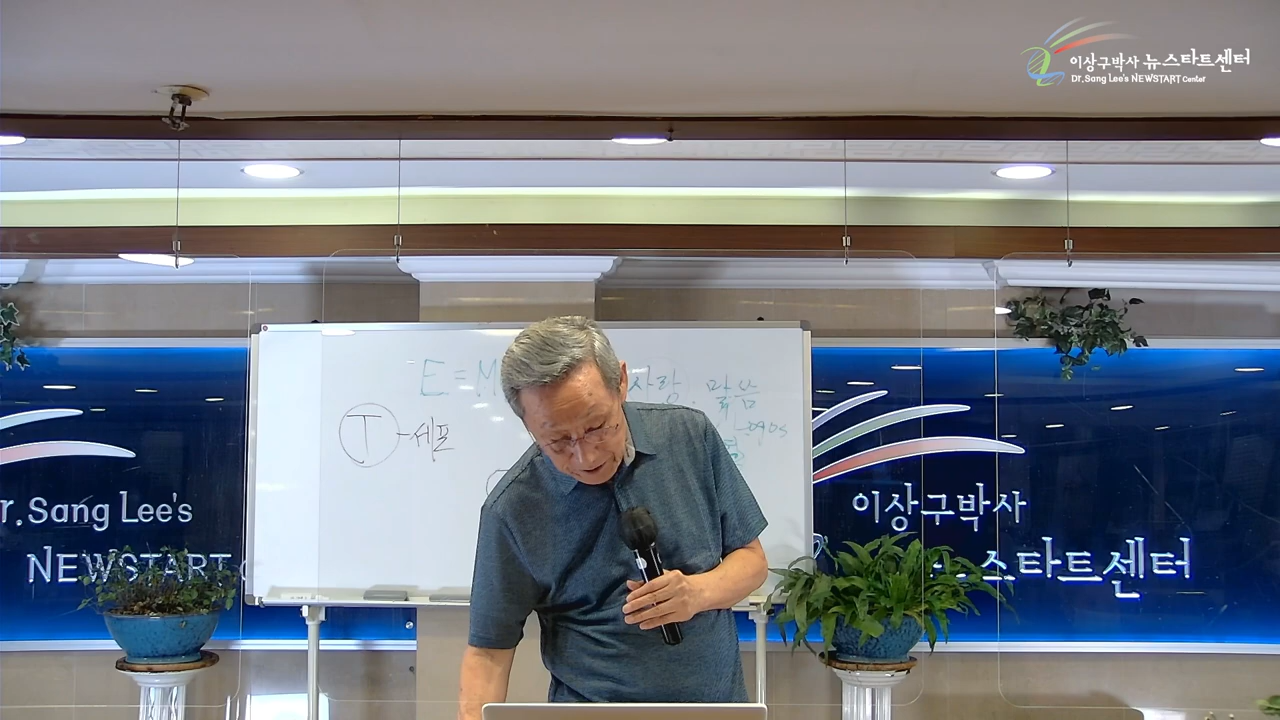 이상구박사 뉴스타트센터
Dr. Sang Lee's NEWSTART Center
E = M
사랑. 말씀
T - 세포
r. Sang Lee's
NEWSTART
이상구박사
뉴스타트센터